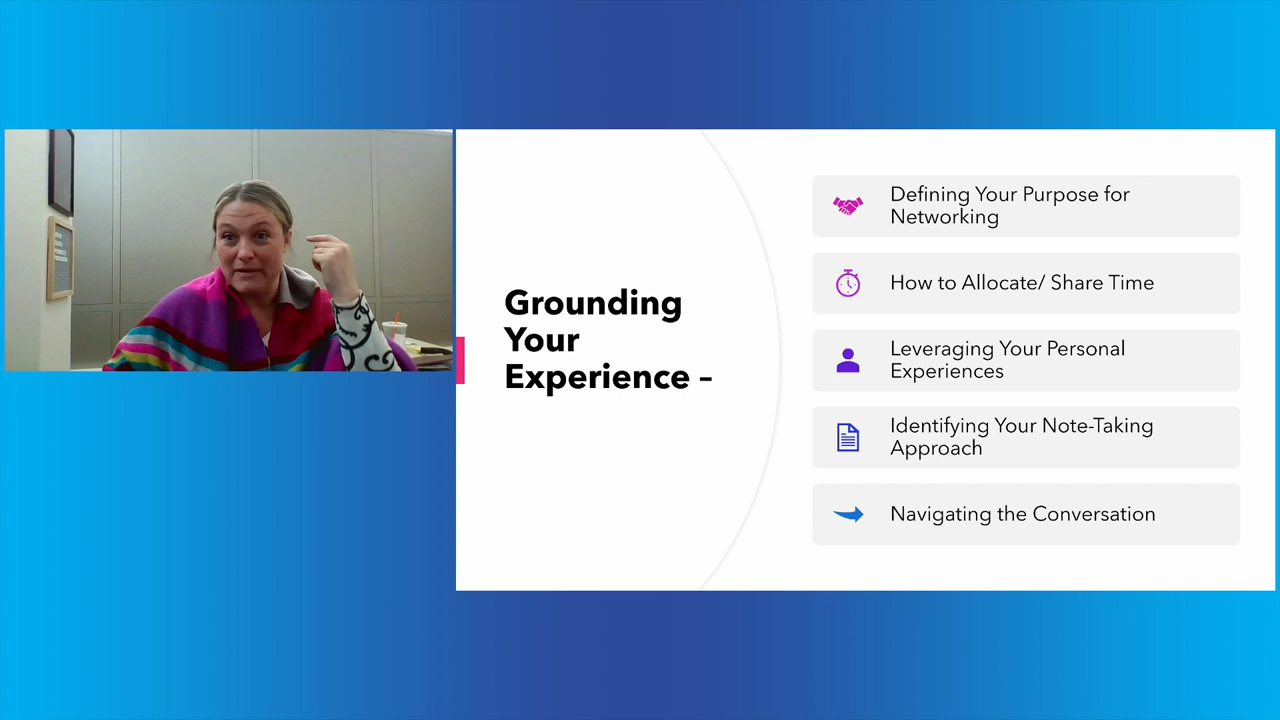 Grounding
Your
Experience –
Defining Your Purpose for
Networking
How to Allocate/ Share Time
Leveraging Your Personal
Experiences
Identifying Your Note-Taking
Approach
Navigating the Conversation